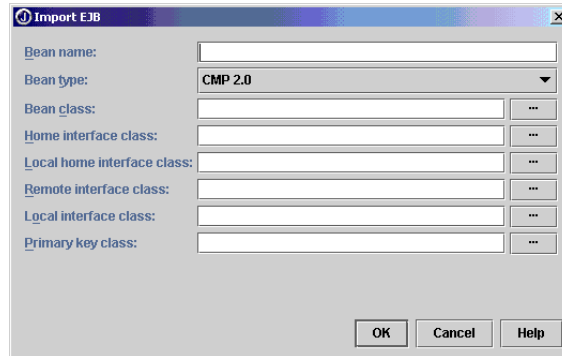 Import EJB
Bean name:
Bean type: CMP 2.0
Bean class: ...
Home interface class: ...
Local home interface class: ...
Remote interface class: ...
Local interface class: ...
Primary key class: ...
OK Cancel Help